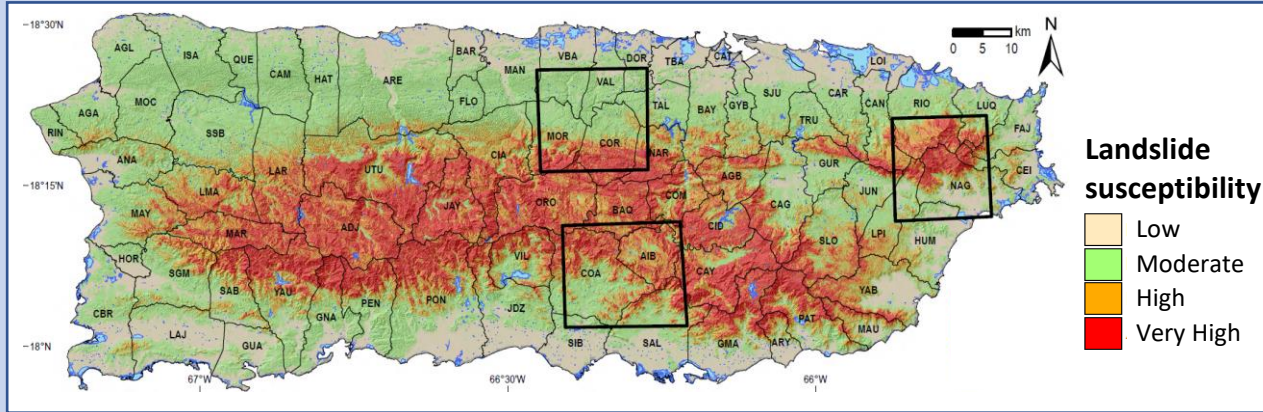 18°30'N
AGL
ISA
QUE
CAM
HAT
ARE
BAR
MAN
VBA
DOR
TBA
CAT
LOI
0 5 10 km
N
MOC
FLO
VAL
TAL
BAY
GYB
SJU
CAR
CAN
RIO
LUQ
AGA
RIN
SSB
MOR
COR
NAR
TRU
FAJ
ANA
18°15'N
LAR
UTU
CIA
AGB
GUR
CEI
LMA
JUN
NAG
MAY
MAR
ADJ
JAY
ORO
BAQ
COM
CAG
CID
SLO
LPI
HUM
HOR
SGM
SAB
YAU
PEN
PON
VIL
COA
AIB
CAY
YAB
CBR
LAJ
GUA
GNA
JDZ
SIB
SAL
GMA
ARY
PAT
MAU
18°N
67°W
66°30'W
66°W
Landslide
susceptibility
Low
Moderate
High
Very High